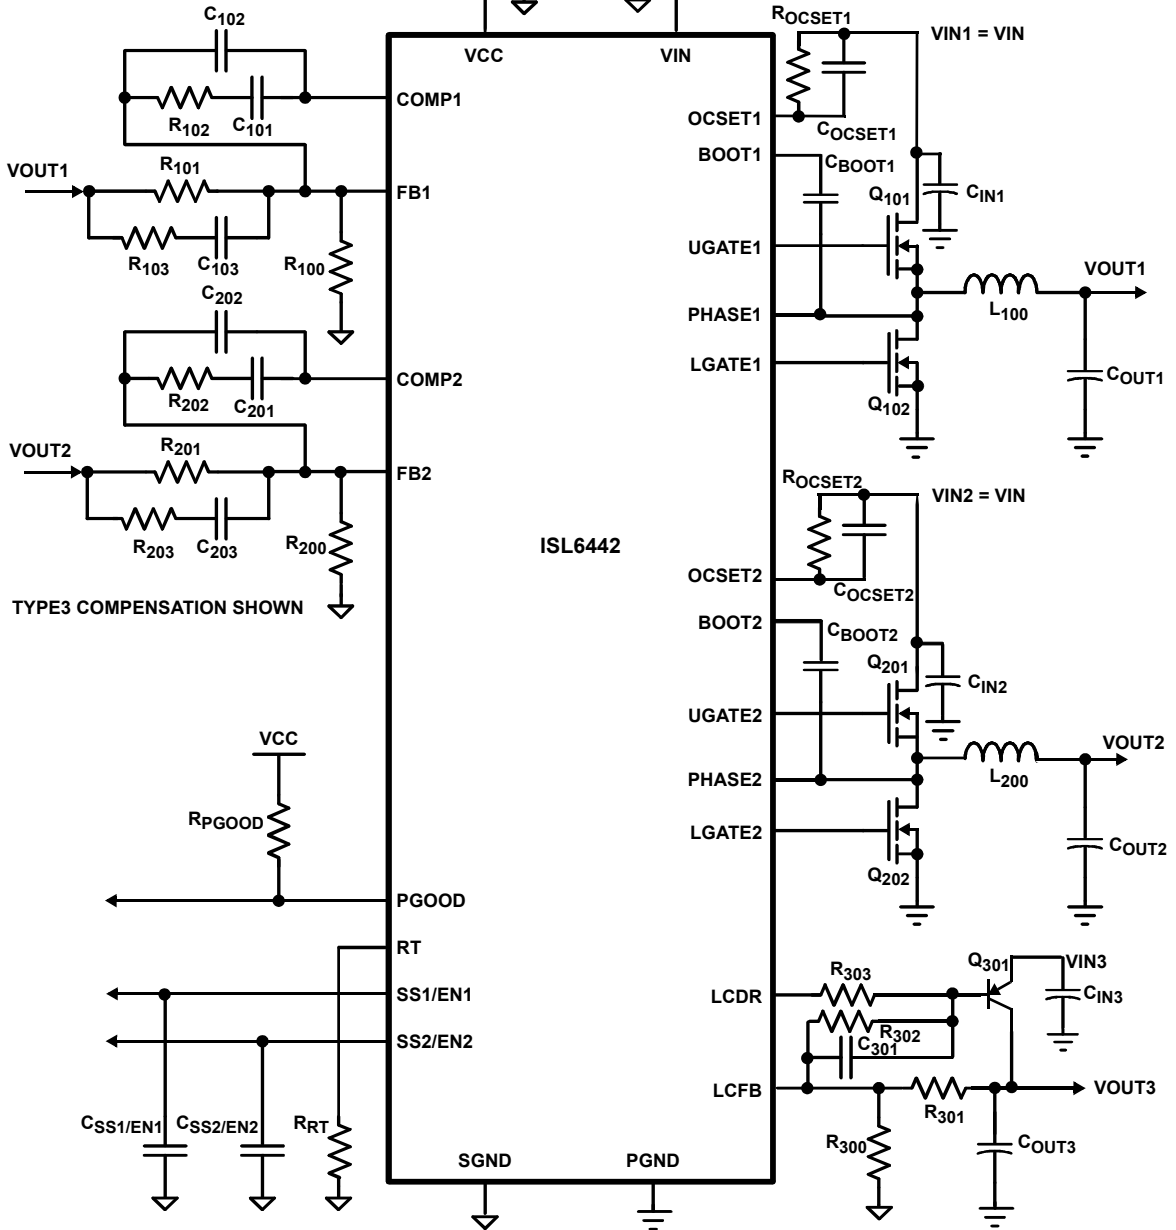 C102
R102
C101
VOUT1
R101
R103
C103
R100
C202
R202
C201
VOUT2
R201
R203
C203
R200
TYPE3 COMPENSATION SHOWN
VCC
RPGOOD
CSS1/EN1
CSS2/EN2
RRT
VCC
VIN
COMP1
FB1
COMP2
FB2
PGOOD
RT
SS1/EN1
SS2/EN2
SGND
PGND
ISL6442
OCSET1
BOOT1
UGATE1
PHASE1
LGATE1
OCSET2
BOOT2
UGATE2
PHASE2
LGATE2
LCDR
LCFB
ROCSET1
VIN1 = VIN
COCSET1
CBOOT1
Q101
CIN1
VOUT1
L100
COUT1
Q102
ROCSET2
VIN2 = VIN
COCSET2
CBOOT2
Q201
CIN2
VOUT2
L200
COUT2
Q202
Q301
VIN3
CIN3
R303
R302
C301
R301
VOUT3
R300
COUT3